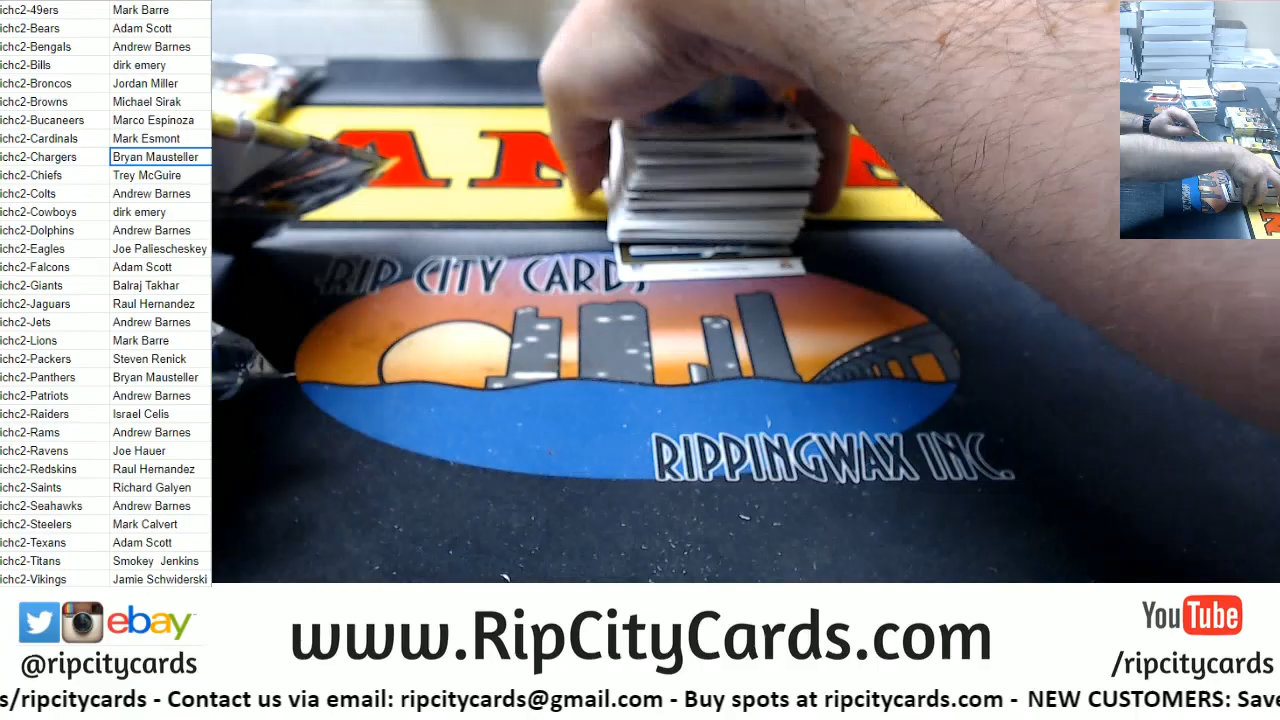 ichc2-49ers Mark Barre
ichc2-Bears Adam Scott
ichc2-Bengals Andrew Barnes
ichc2-Bills dirk emery
ichc2-Broncos Jordan Miller
ichc2-Browns Michael Sirak
ichc2-Bucaneers Marco Espinoza
ichc2-Cardinals Mark Esmont
ichc2-Chargers Bryan Mausteller
ichc2-Chiefs Trey McGuire
ichc2-Colts Andrew Barnes
ichc2-Cowboys dirk emery
ichc2-Dolphins Andrew Barnes
ichc2-Eagles Joe Paliescheskey
ichc2-Falcons Adam Scott
ichc2-Giants Balraj Takhar
ichc2-Jaguars Raul Hernandez
ichc2-Jets Andrew Barnes
ichc2-Lions Mark Barre
ichc2-Packers Steven Renick
ichc2-Panthers Bryan Mausteller
ichc2-Patriots Andrew Barnes
ichc2-Raiders Israel Celis
ichc2-Rams Andrew Barnes
ichc2-Ravens Joe Hauer
ichc2-Redskins Raul Hernandez
ichc2-Saints Richard Galyen
ichc2-Seahawks Andrew Barnes
ichc2-Steelers Mark Calvert
ichc2-Texans Adam Scott
ichc2-Titans Smokey Jenkins
ichc2-Vikings Jamie Schwiderski
RIP CITY CARDS
RIPPINGWAX INC.
ebay
@ripcitycards
www.RipCityCards.com
YouTube
/ripcitycards
s/ripcitycards - Contact us via email: ripcitycards@gmail.com - Buy spots at ripcitycards.com - NEW CUSTOMERS: Save